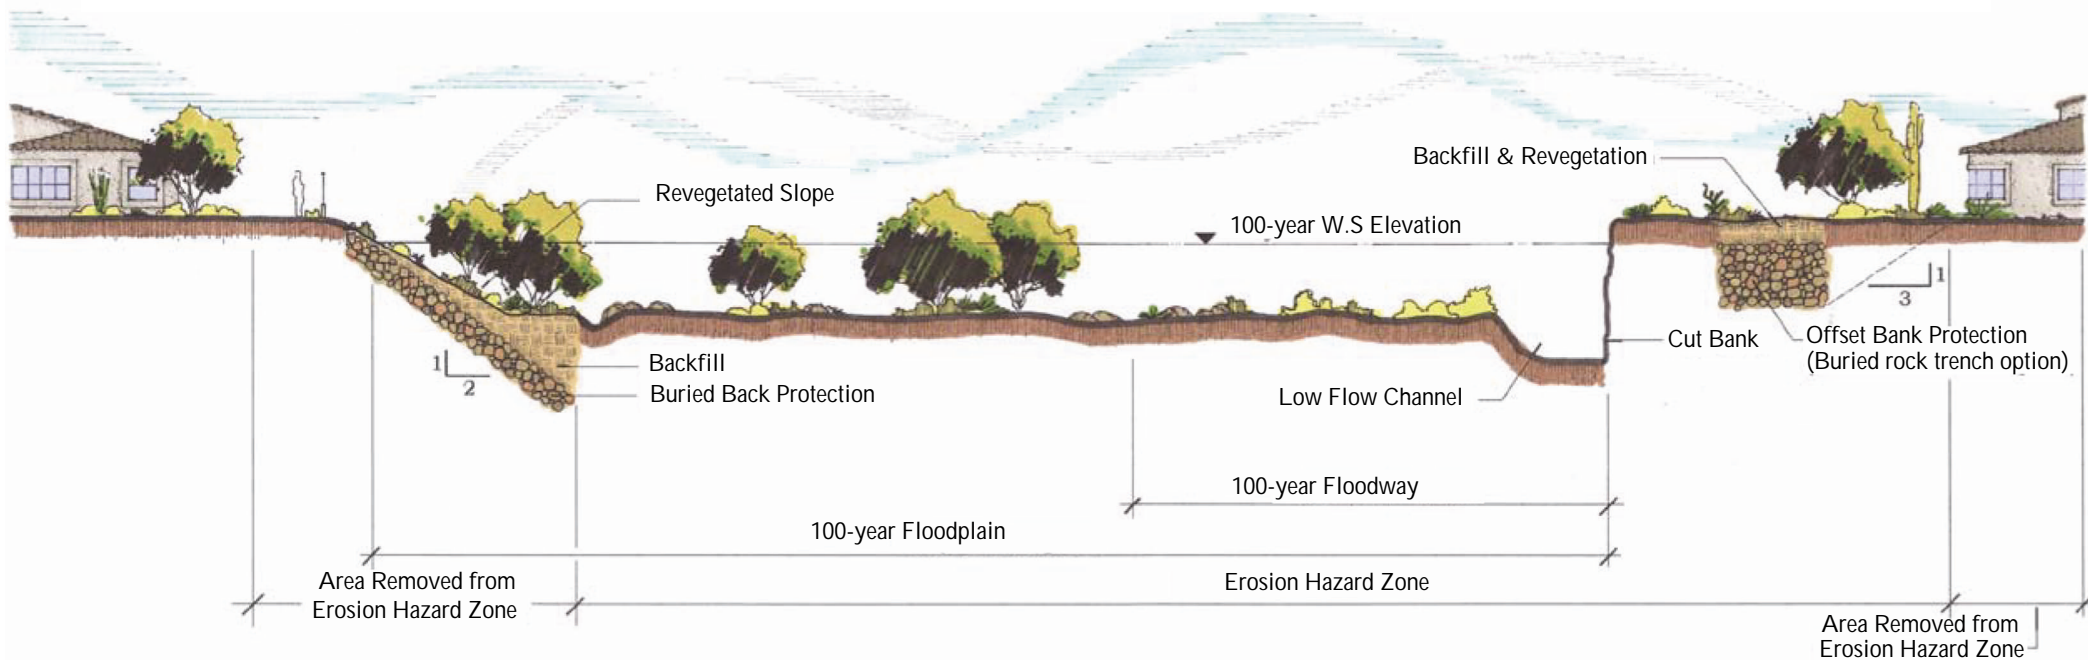 Backfill & Revegetation
Revegetated Slope
100-year W.S Elevation
1
3
Offset Bank Protection
(Buried rock trench option)
Cut Bank
1
2
Backfill
Buried Back Protection
Low Flow Channel
100-year Floodway
100-year Floodplain
Area Removed from
Erosion Hazard Zone
Erosion Hazard Zone
Area Removed from
Erosion Hazard Zone